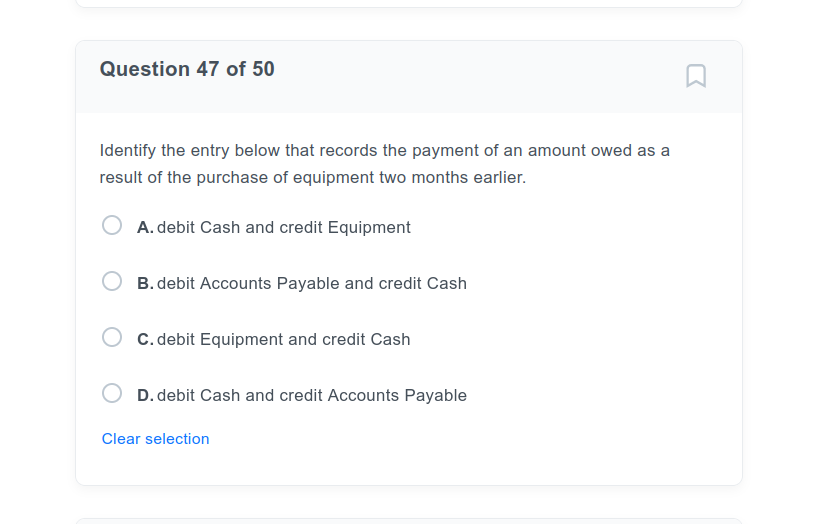 Question 47 of 50
Identify the entry below that records the payment of an amount owed as a
result of the purchase of equipment two months earlier.
A. debit Cash and credit Equipment
B. debit Accounts Payable and credit Cash
C. debit Equipment and credit Cash
D. debit Cash and credit Accounts Payable
Clear selection